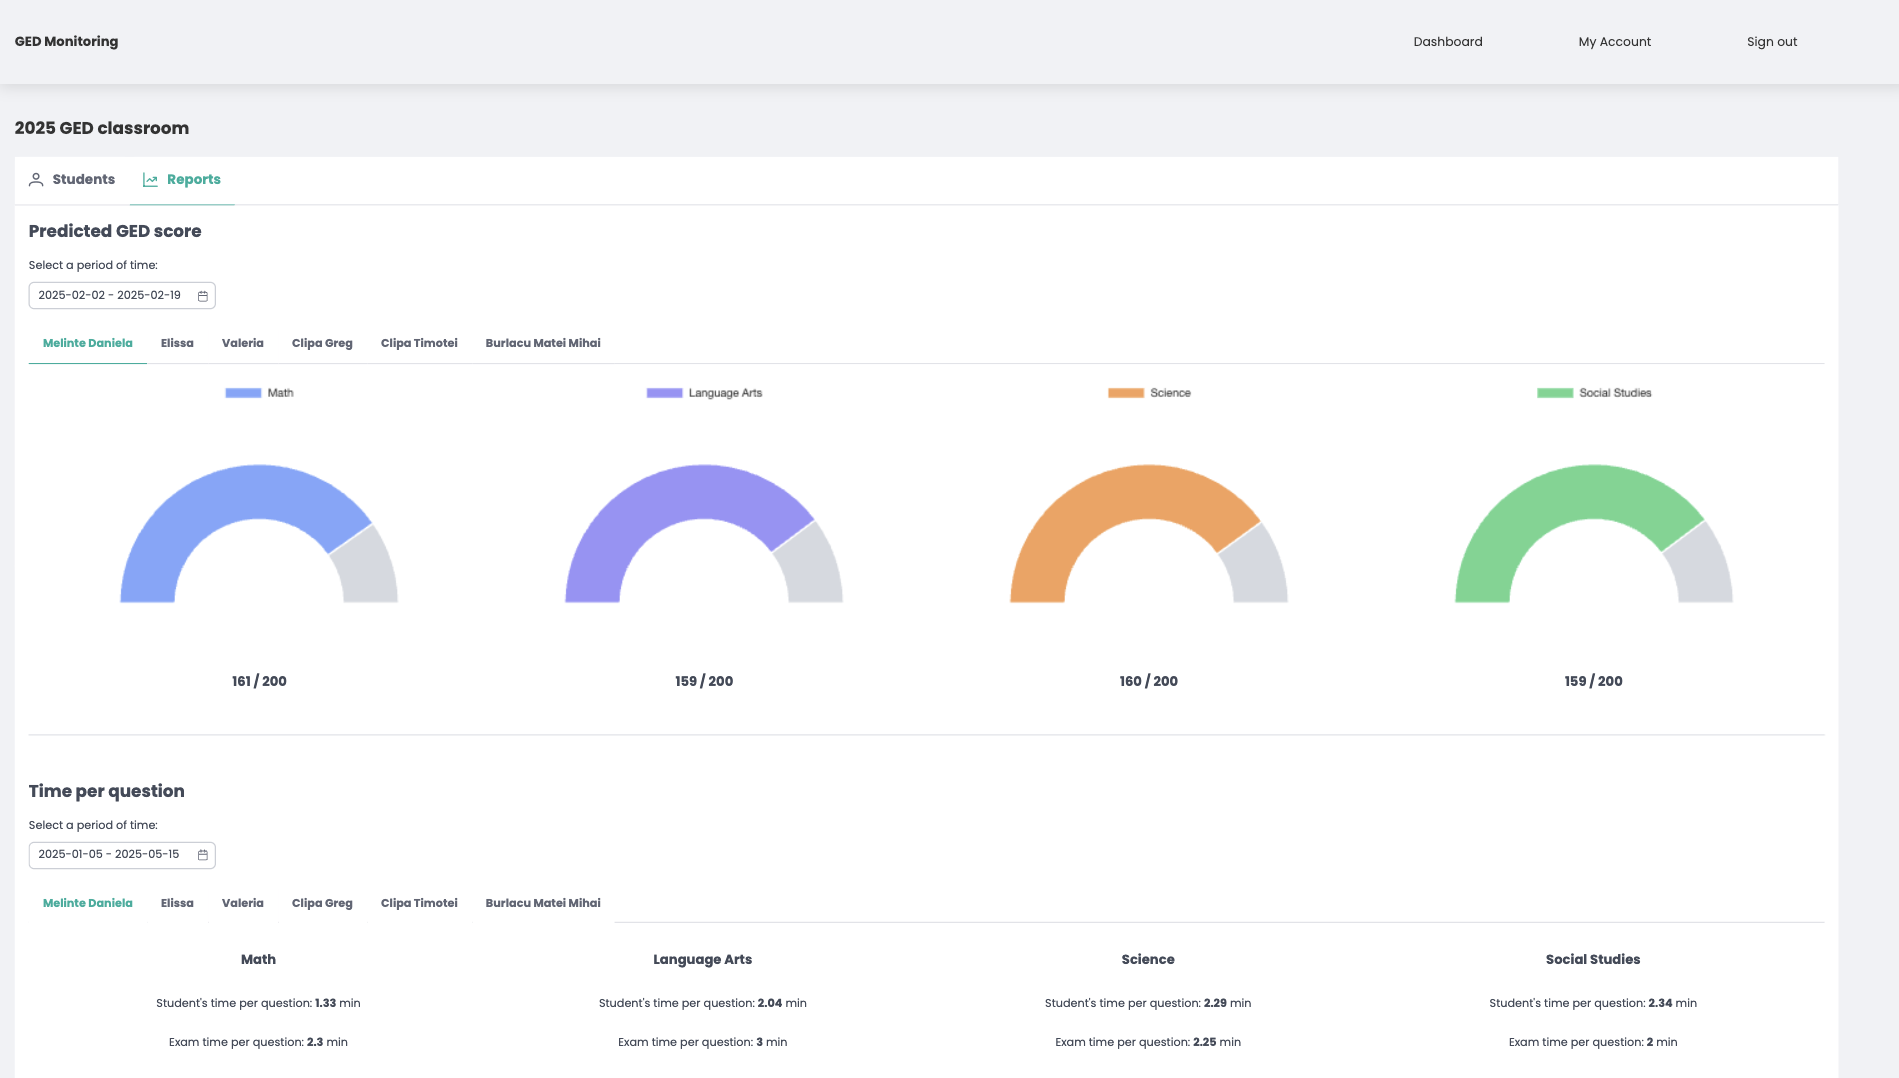 GED Monitoring
Dashboard
My Account
Sign out
2025 GED classroom
Students
Reports
Predicted GED score
Select a period of time:
2025-02-02 - 2025-02-19
Melinte Daniela
Elissa
Valeria
Clipa Greg
Clipa Timotei
Burlacu Matei Mihai
Math
Language Arts
Science
Social Studies
161 / 200
159 / 200
160 / 200
159 / 200
Time per question
Select a period of time:
2025-01-05 - 2025-05-15
Melinte Daniela
Elissa
Valeria
Clipa Greg
Clipa Timotei
Burlacu Matei Mihai
Math
Language Arts
Science
Social Studies
Student's time per question: 1.33 min
Student's time per question: 2.04 min
Student's time per question: 2.29 min
Student's time per question: 2.34 min
Exam time per question: 2.3 min
Exam time per question: 3 min
Exam time per question: 2.25 min
Exam time per question: 2 min